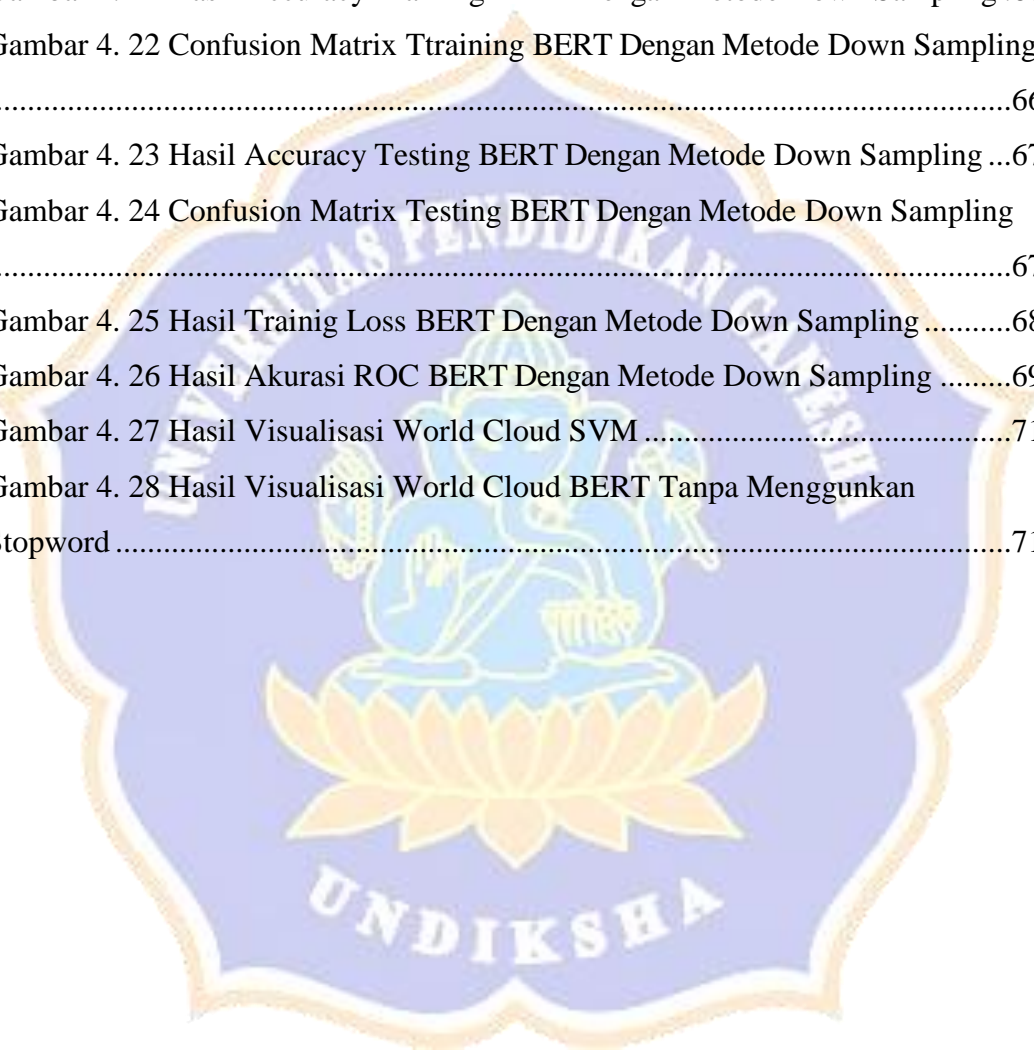 Gambar 4. 22 Confusion Matrix Ttraining BERT Dengan Metode Down Sampling
....................................................................................................66
Gambar 4. 23 Hasil Accuracy Testing BERT Dengan Metode Down Sampling ...67
Gambar 4. 24 Confusion Matrix Testing BERT Dengan Metode Down Sampling
....................................................................................................67
Gambar 4. 25 Hasil Trainig Loss BERT Dengan Metode Down Sampling ..........68
Gambar 4. 26 Hasil Akurasi ROC BERT Dengan Metode Down Sampling .........69
Gambar 4. 27 Hasil Visualisasi World Cloud SVM ..........................................71
Gambar 4. 28 Hasil Visualisasi World Cloud BERT Tanpa Menggunkan
Stopword .........................................................................................71
UNIVERSITAS PENDIDIKAN GANESHA
UNDIKSHA